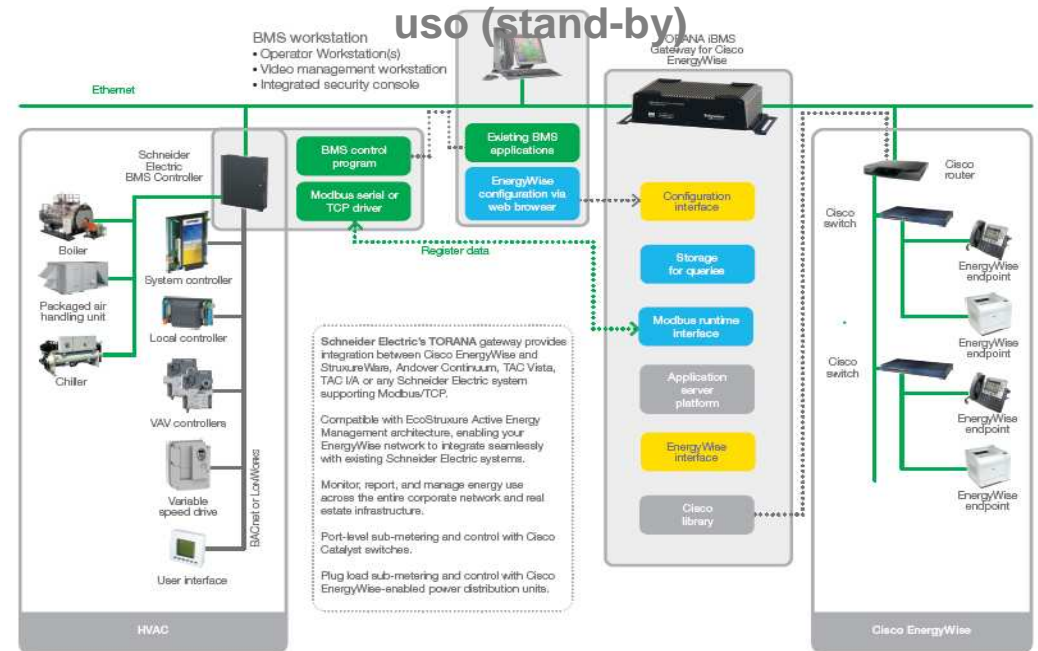 uso (stand-by)
BMS workstation
• Operator Workstation(s)
• Video management workstation
• Integrated security console
TORANA iBMS
Gateway for Cisco
EnergyWise
Ethernet
Schneider
Electric
BMS Controller
BMS control
program
Modbus serial or
TCP driver
Existing BMS
applications
EnergyWise
configuration via
web browser
Configuration
interface
Storage
for queries
Modbus runtime
interface
Application
server
platform
EnergyWise
interface
Cisco
library
Register data
Boiler
Packaged air
handling unit
Chiller
System controller
Local controller
VAV controllers
Variable
speed drive
User interface
BACnet or LonWorks
HVAC
Schneider Electric's TORANA gateway provides
integration between Cisco EnergyWise and
StruxureWare, Andover Continuum, TAC Vista,
TAC I/A or any Schneider Electric system
supporting Modbus/TCP.
Compatible with EcoStruxure Active Energy
Management architecture, enabling your
EnergyWise network to integrate seamlessly
with existing Schneider Electric systems.
Monitor, report, and manage energy use
across the entire corporate network and real
estate infrastructure.
Port-level sub-metering and control with Cisco
Catalyst switches.
Plug load sub-metering and control with Cisco
EnergyWise-enabled power distribution units.
Cisco
router
Cisco
switch
EnergyWise
endpoint
EnergyWise
endpoint
Cisco
switch
EnergyWise
endpoint
EnergyWise
endpoint
Cisco EnergyWise